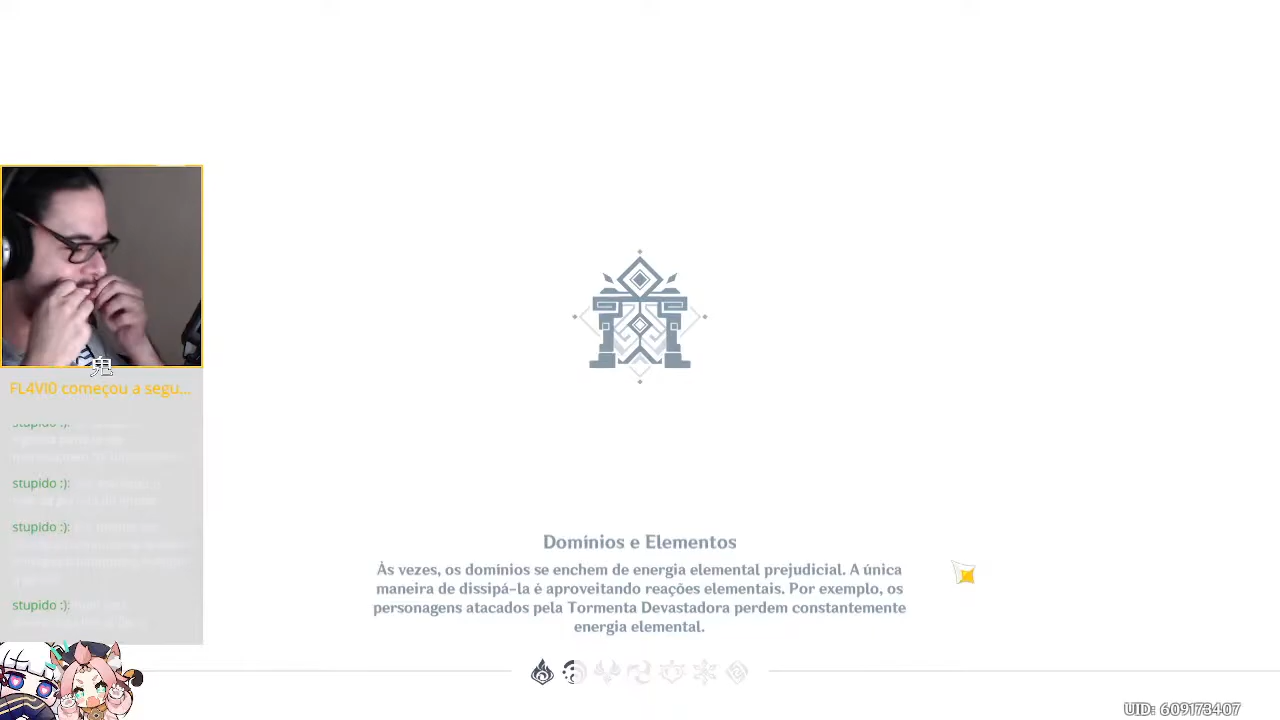 鬼
FL4VI0 começou a segu...
stupido :):
stupido :):
stupido :):
stupido :):
Domínios e Elementos
Às vezes, os domínios se enchem de energia elemental prejudicial. A única
maneira de dissipá-la é aproveitando reações elementais. Por exemplo, os
personagens atacados pela Tormenta Devastadora perdem constantemente
energia elemental.
UID: 609173407